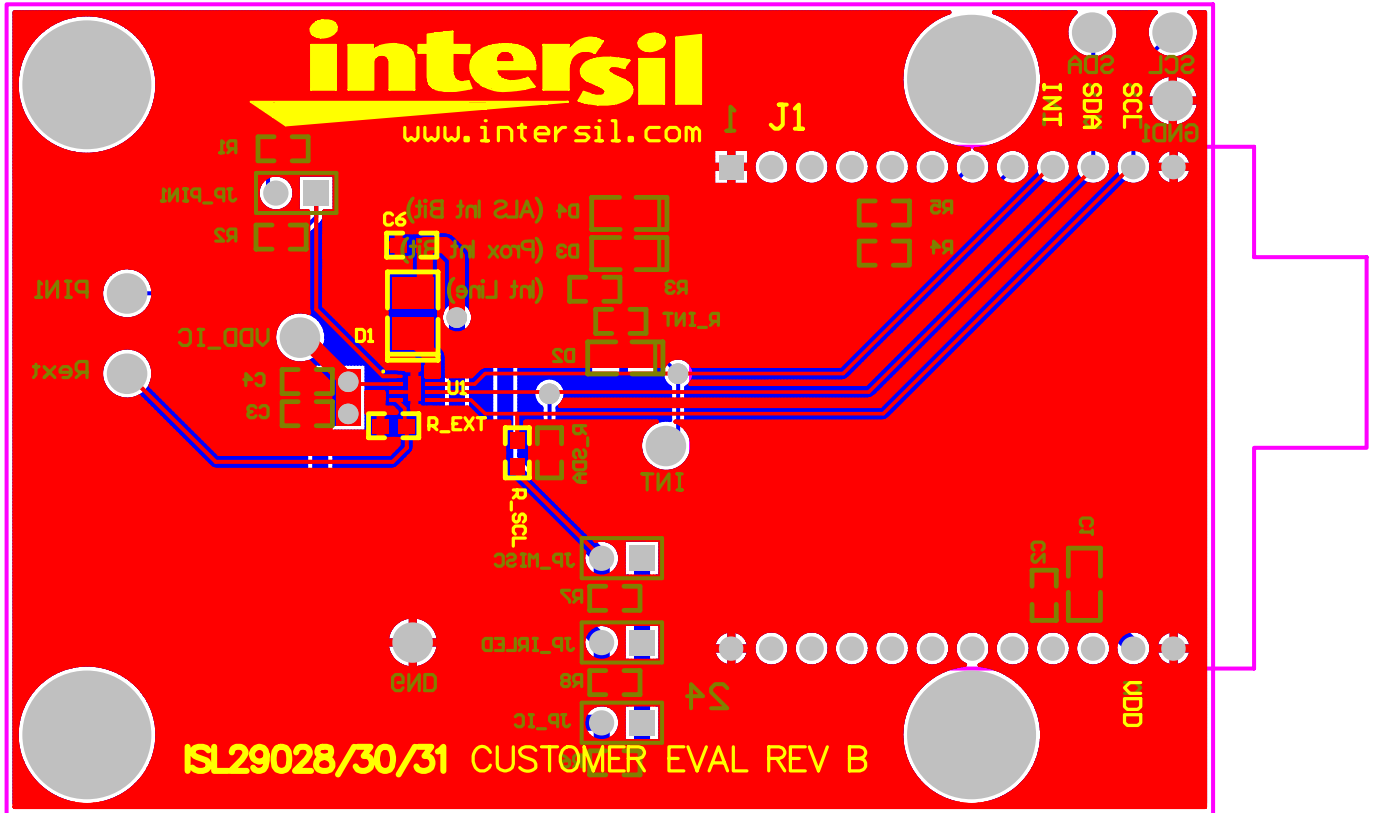 intersil
www.intersil.com
1
J1
SDA
SCL
INT
SDA
SCL
GND1
R1
JP_PIN1
R2
C6
D4 (ALS Int Bit)
D3 (Prox Int Bit)
(Int Line)
R5
R4
R3
R_INT
PIN1
VDD_IC
D1
D2
Rext
C4
U1
C3
R_EXT
R_SDA
INT
R_SCL
C1
C2
JP_MISC
R7
JP_IRLED
GND
R8
24
JP_IC
VDD
ISL29028/30/31 CUSTOMER EVAL REV B